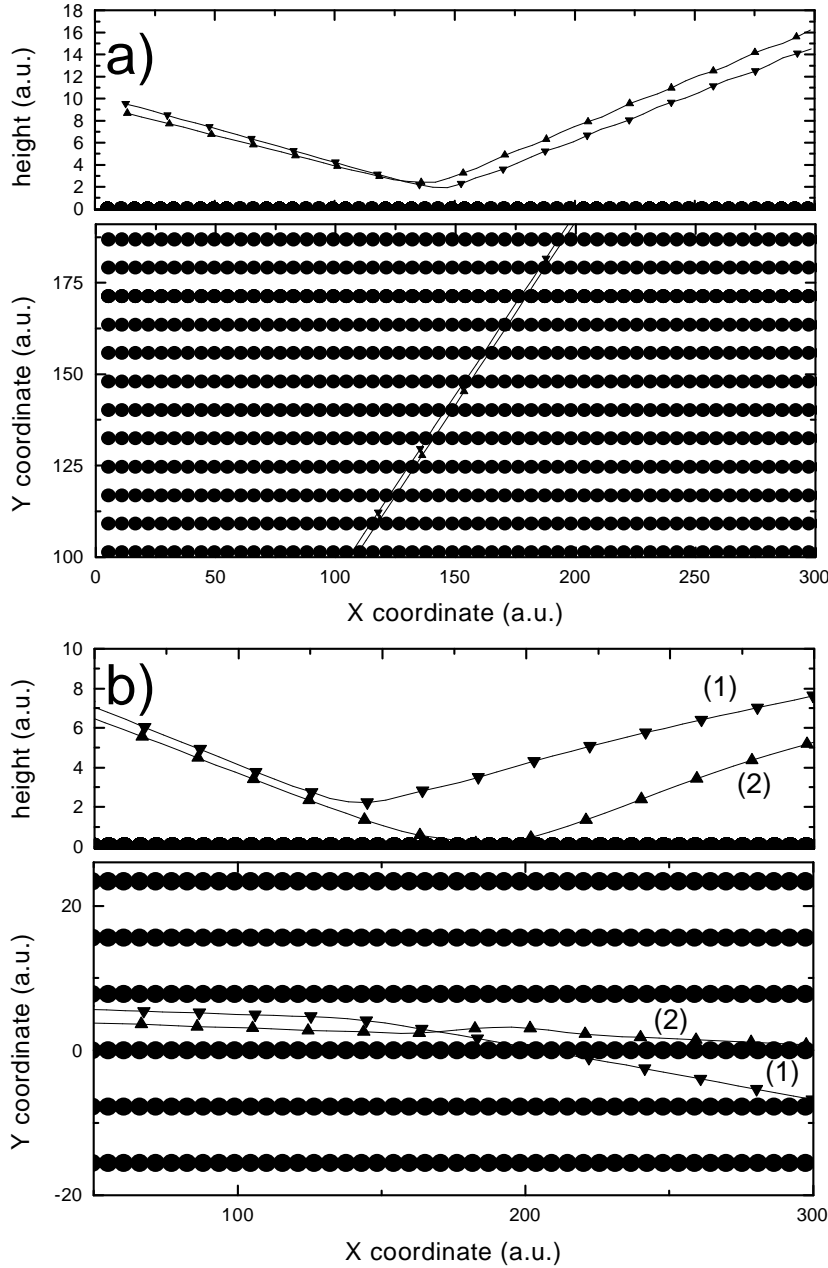 a)
height (a.u.)
18
16
14
12
10
8
6
4
2
0
Y coordinate (a.u.)
175
150
125
100
0 50 100 150 200 250 300
X coordinate (a.u.)
b)
height (a.u.)
10
8
6
4
2
0
(1)
(2)
Y coordinate (a.u.)
20
0
-20
(2)
(1)
100 200 300
X coordinate (a.u.)